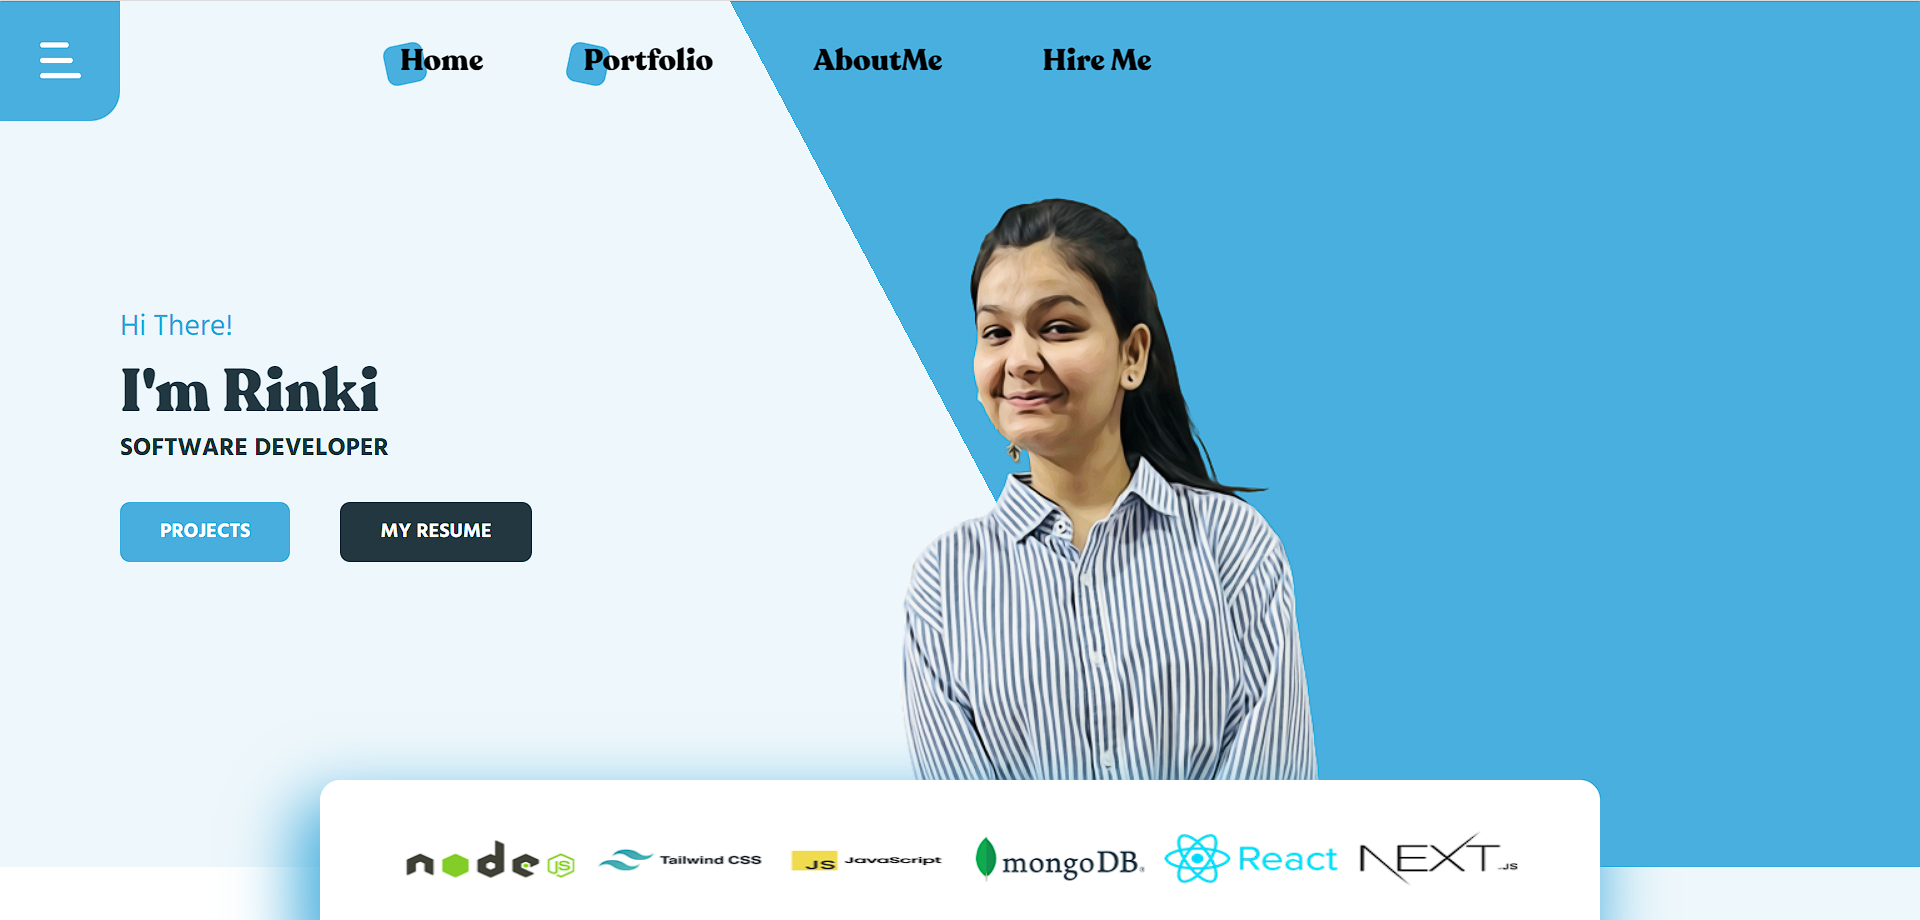 Home Portfolio AboutMe Hire Me
Hi There!
I'm Rinki
SOFTWARE DEVELOPER
PROJECTS MY RESUME
node JS tailwind css JS JavaScript mongoDB® React NEXT.JS